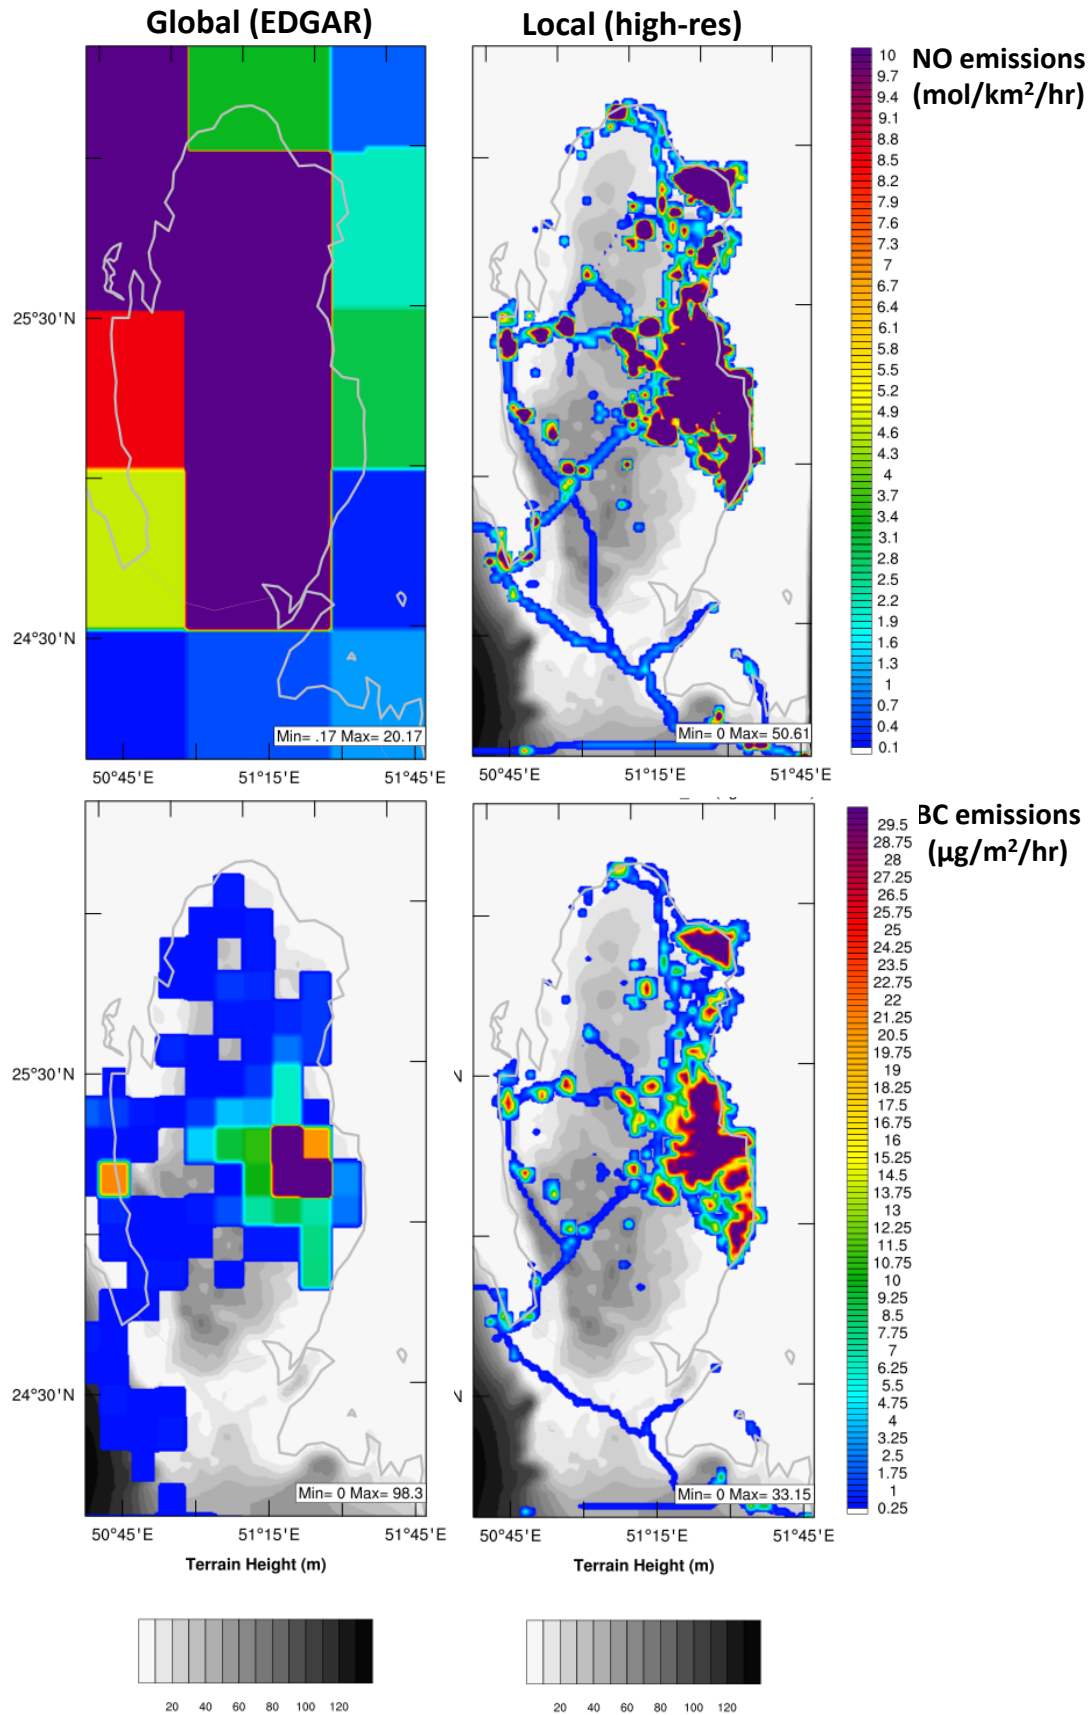 Global (EDGAR)
Local (high-res)
NO emissions
(mol/km²/hr)
10
9.7
9.4
9.1
8.8
8.5
8.2
7.9
7.6
7.3
7
6.7
6.4
6.1
5.8
5.5
5.2
4.9
4.6
4.3
4
3.7
3.4
3.1
2.8
2.5
2.2
1.9
1.6
1.3
1
0.7
0.4
0.1
25°30'N
24°30'N
Min= .17 Max= 20.17
Min= 0 Max= 50.61
50°45'E
51°15'E
51°45'E
50°45'E
51°15'E
51°45'E
BC emissions
(µg/m²/hr)
29.5
28.75
28
27.25
26.5
25.75
25
24.25
23.5
22.75
22
21.25
20.5
19.75
19
18.25
17.5
16.75
16
15.25
14.5
13.75
13
12.25
11.5
10.75
10
9.25
8.5
7.75
7
6.25
5.5
4.75
4
3.25
2.5
1.75
1
0.25
25°30'N
24°30'N
Min= 0 Max= 98.3
Min= 0 Max= 33.15
50°45'E
51°15'E
51°45'E
50°45'E
51°15'E
51°45'E
Terrain Height (m)
Terrain Height (m)
20 40 60 80 100 120
20 40 60 80 100 120